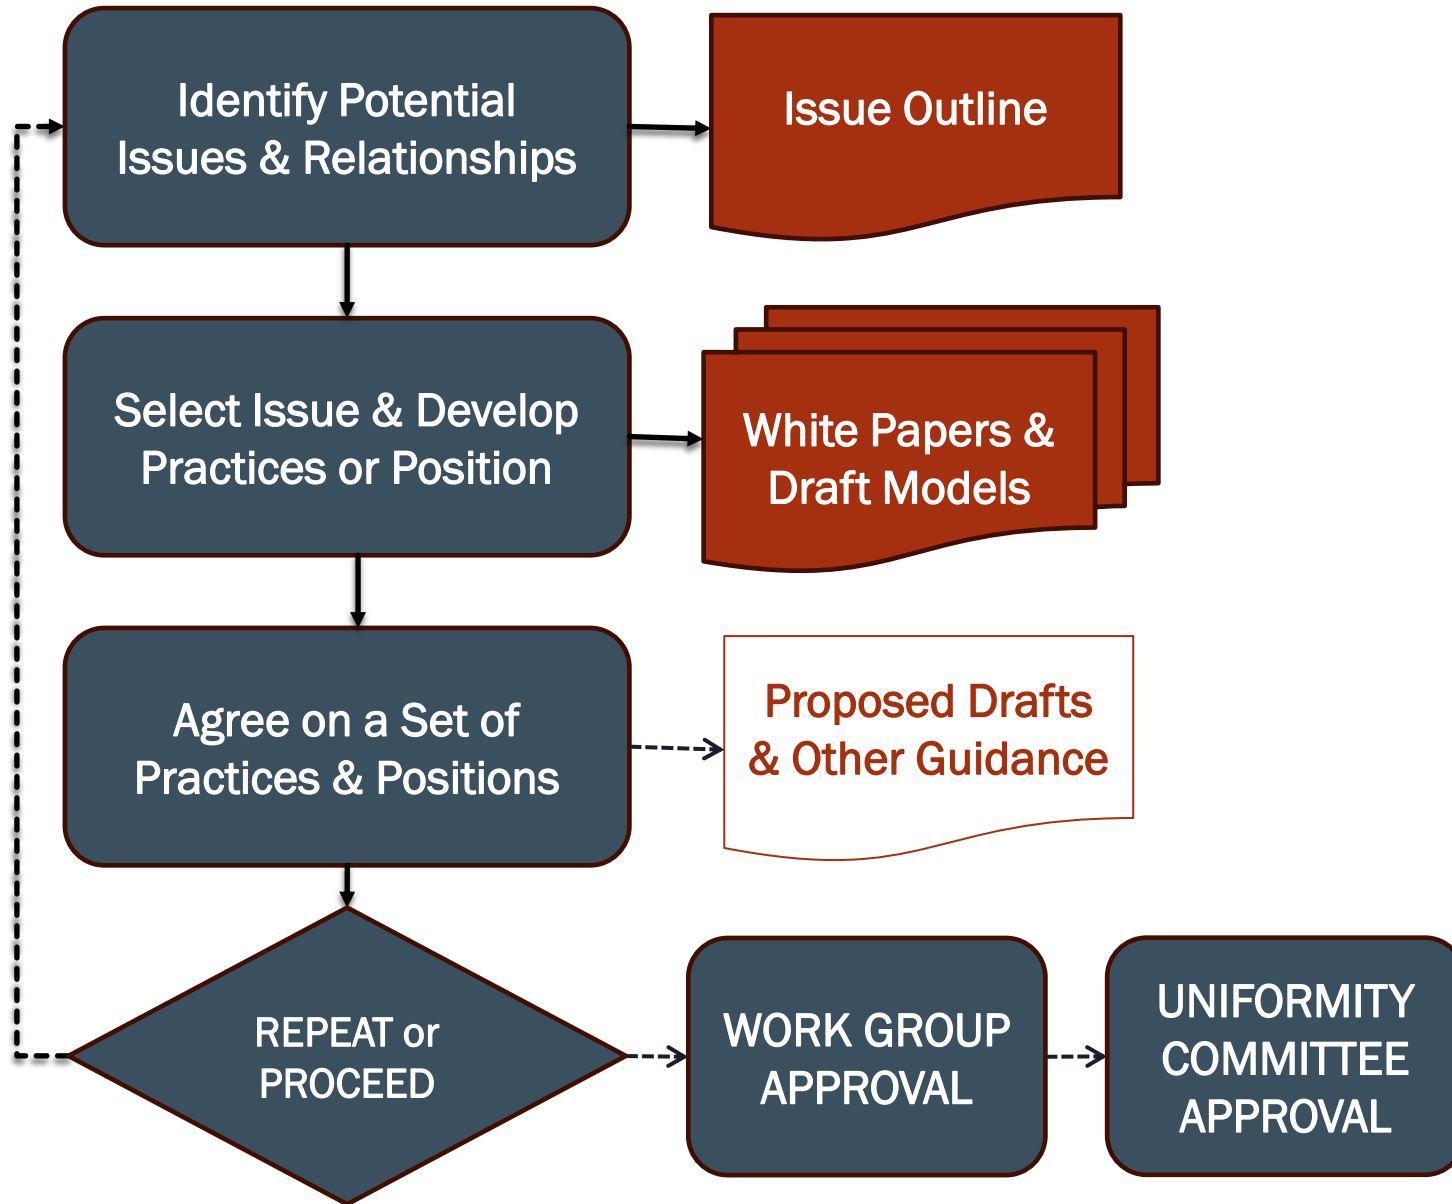 Identify Potential
Issues & Relationships
Issue Outline
Select Issue & Develop
Practices or Position
White Papers &
Draft Models
Agree on a Set of
Practices & Positions
Proposed Drafts
& Other Guidance
REPEAT or
PROCEED
WORK GROUP
APPROVAL
UNIFORMITY
COMMITTEE
APPROVAL